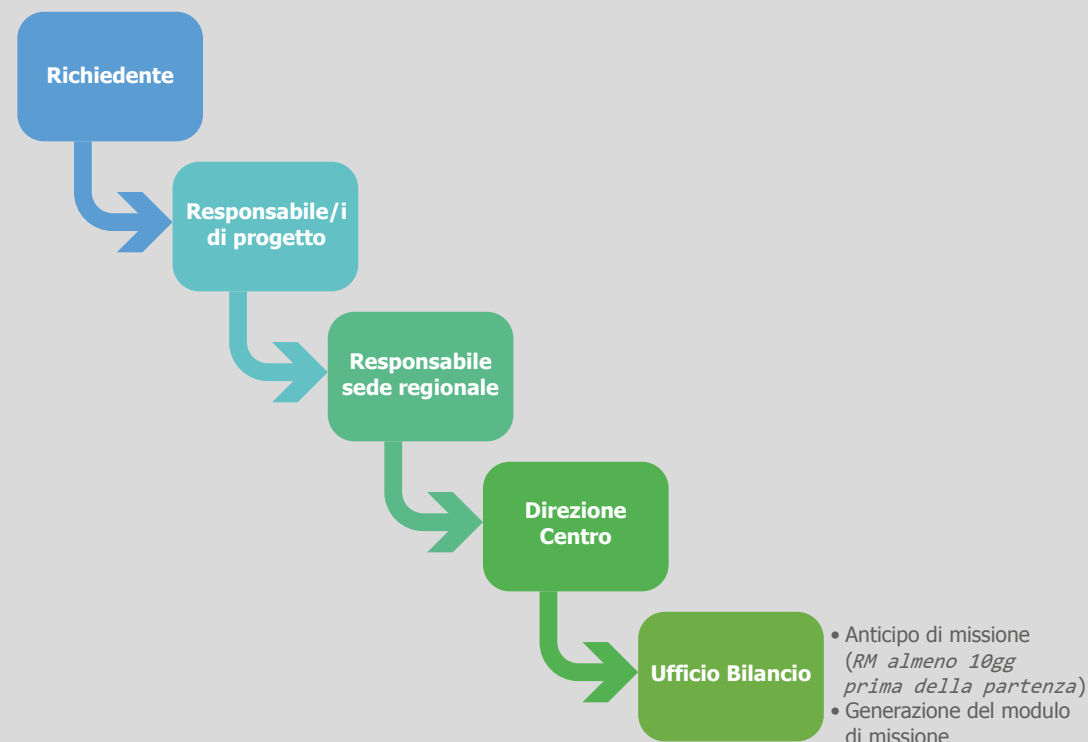 Richiedente
Responsabile/i
di progetto
Responsabile
sede regionale
Direzione
Centro
Ufficio Bilancio
• Anticipo di missione
(RM almeno 10gg
prima della partenza)
• Generazione del modulo
di missione